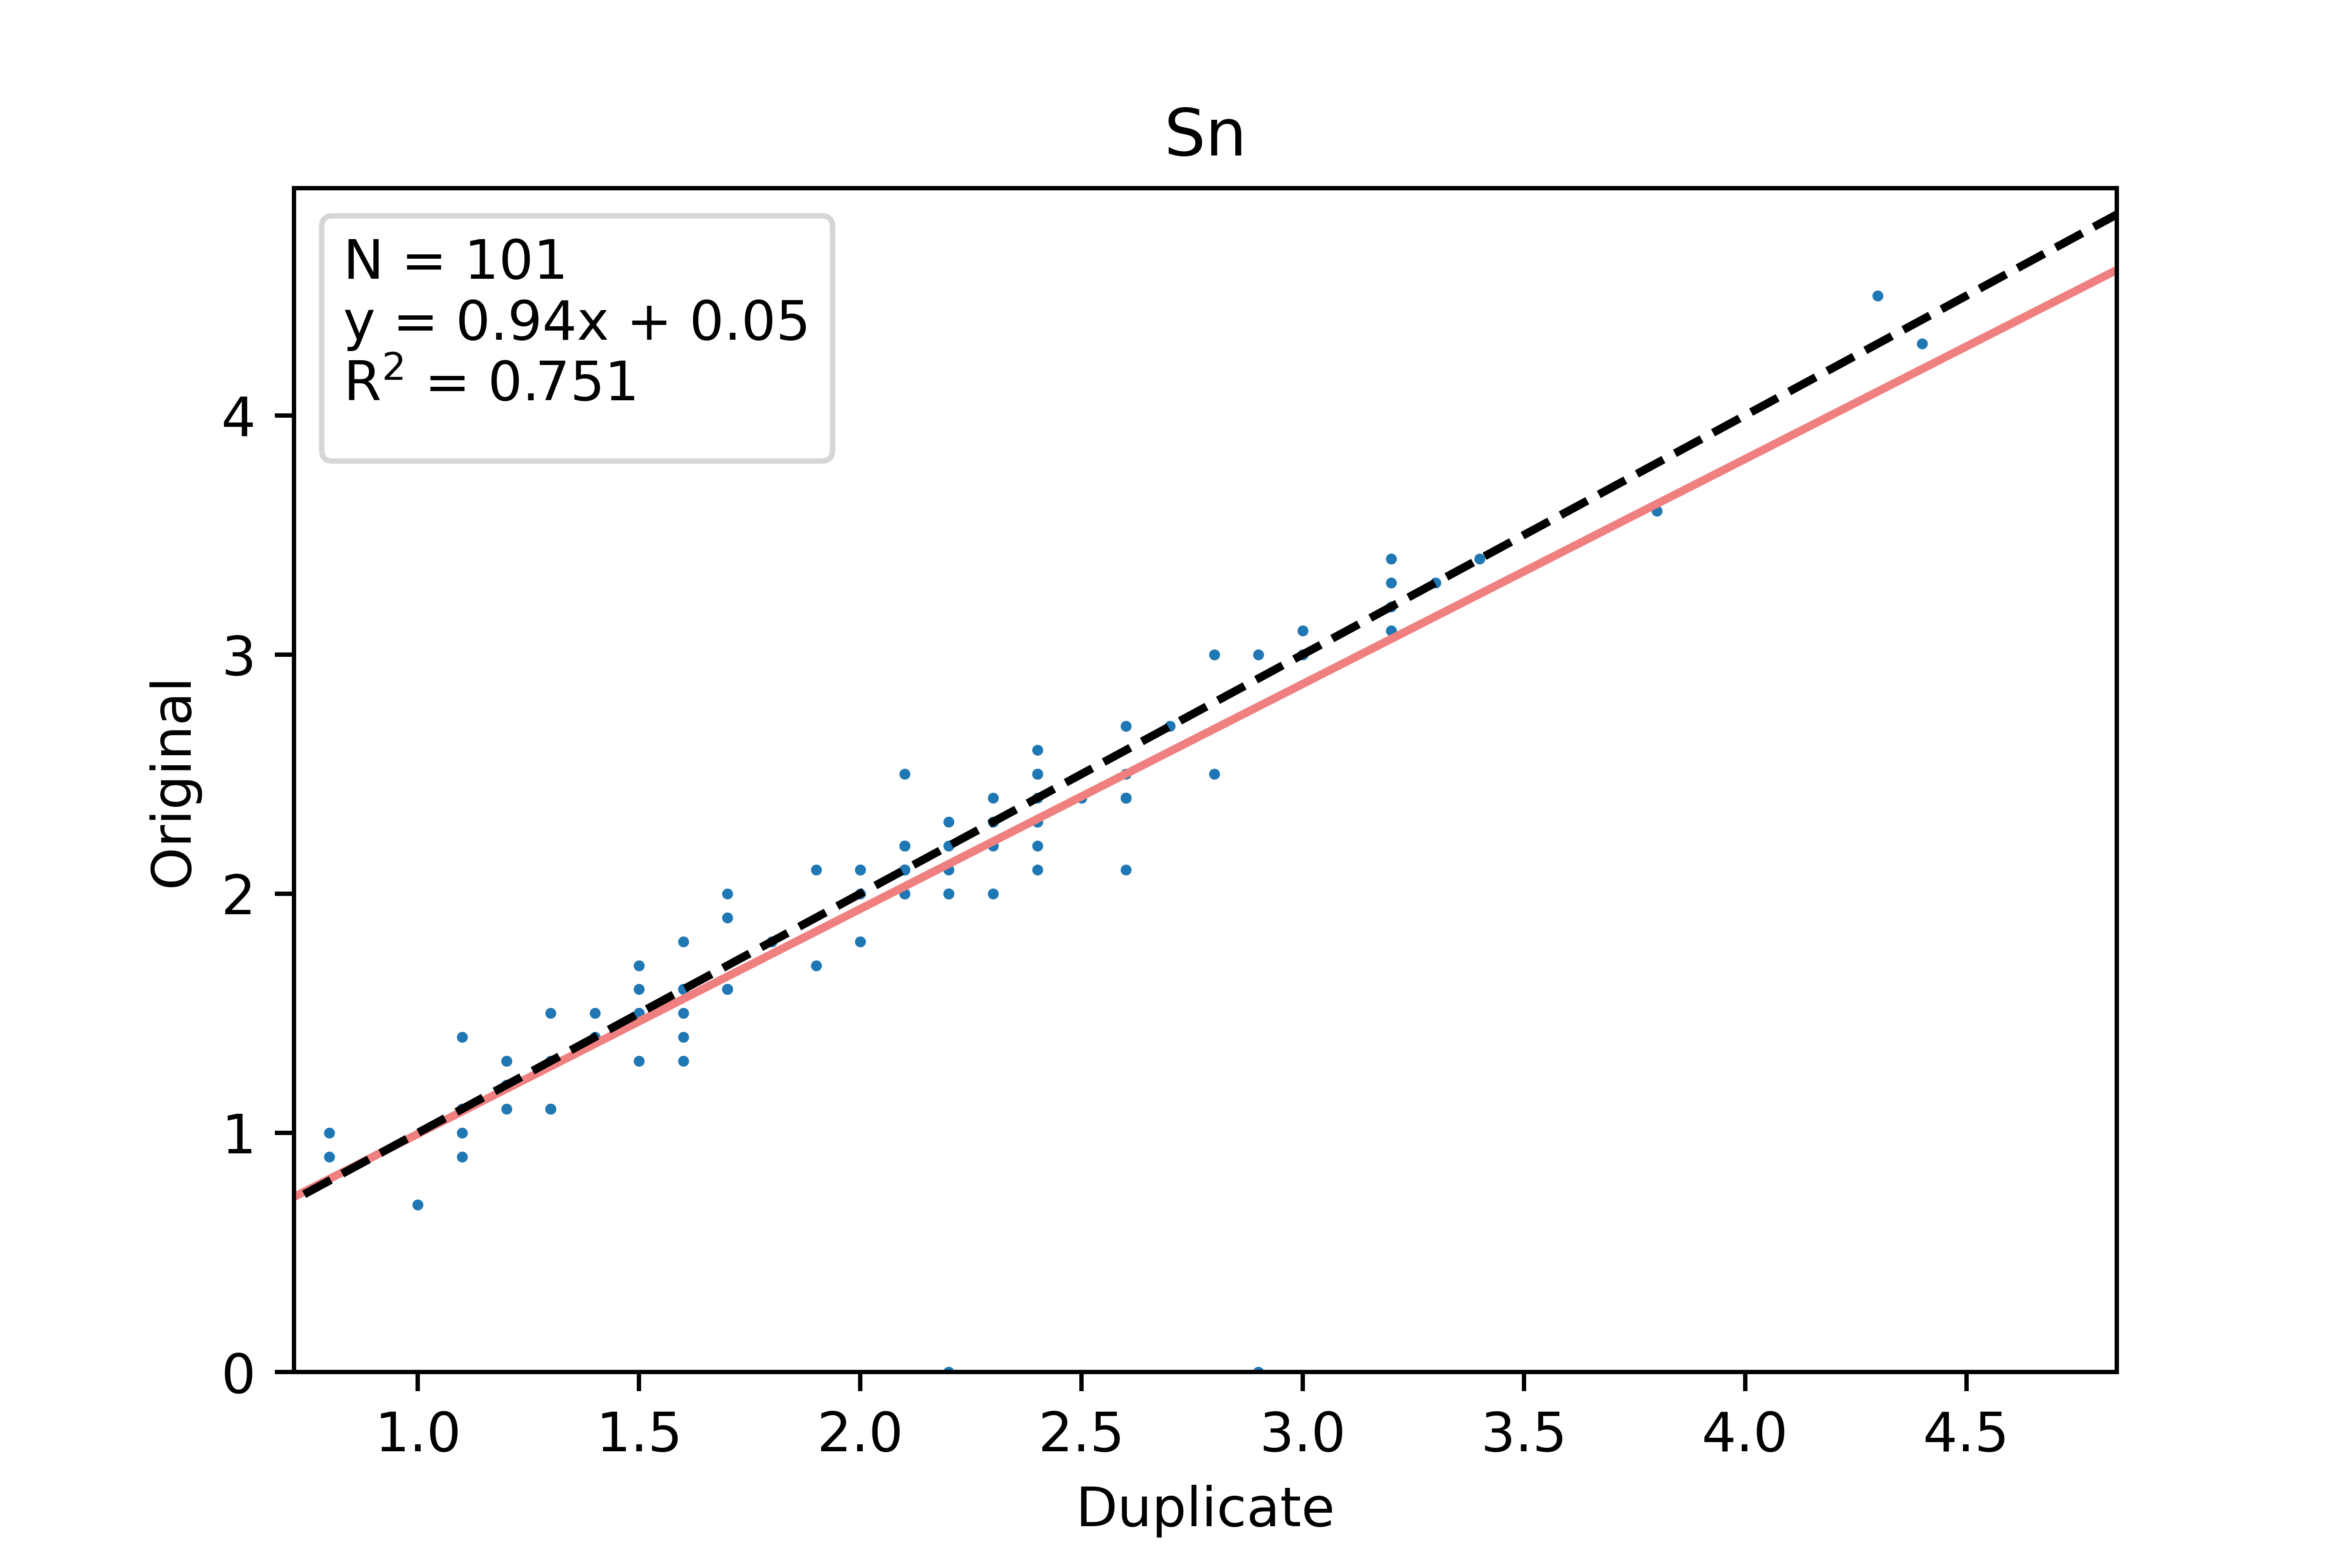 Sn
N = 101
y = 0.94x + 0.05
R² = 0.751
4
3
2
1
0
Original
1.0 1.5 2.0 2.5 3.0 3.5 4.0 4.5
Duplicate